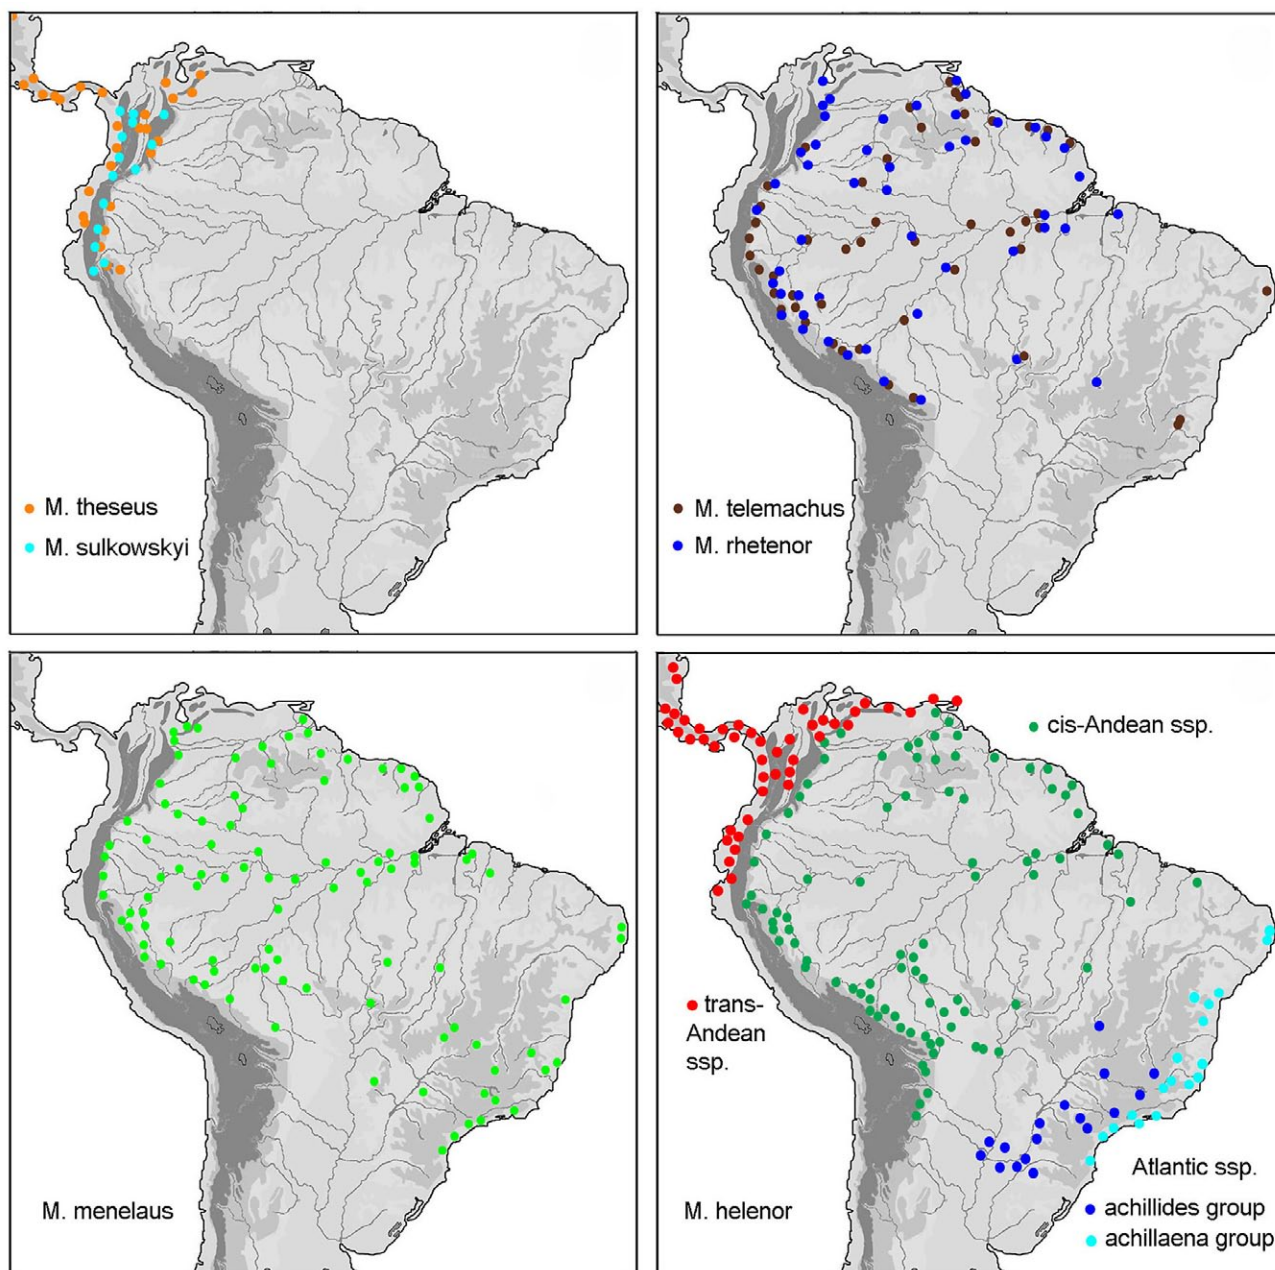 M. theseus
M. sulkowskyi
M. telemachus
M. rhetenor
M. menelaus
cis-Andean ssp.
trans-
Andean
ssp.
Atlantic ssp.
M. helenor
achillides group
achillaena group